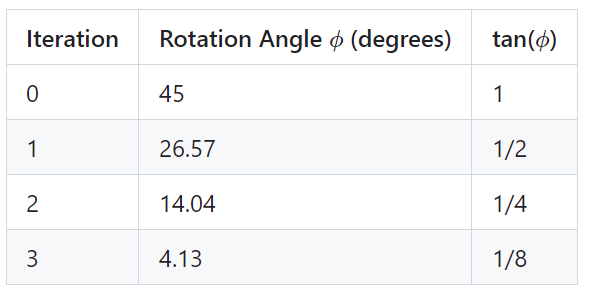 Iteration Rotation Angle ϕ (degrees) tan(ϕ)
0 45 1
1 26.57 1/2
2 14.04 1/4
3 4.13 1/8